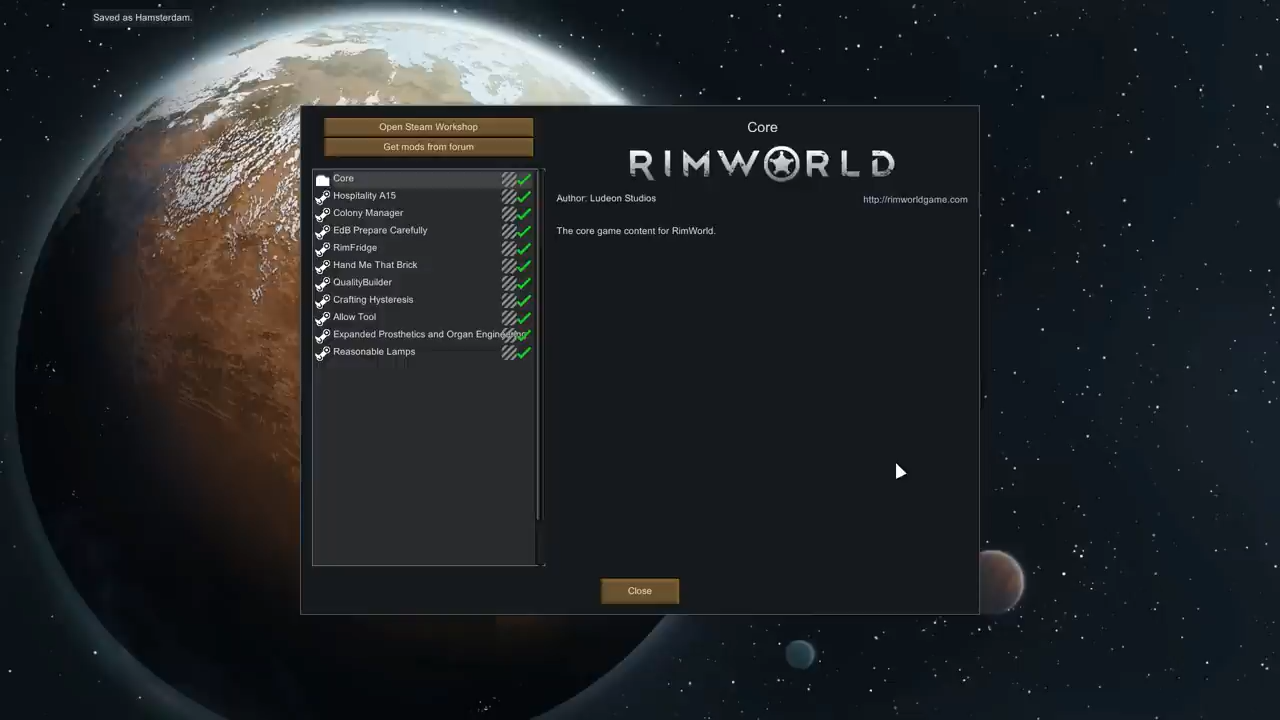 Saved as Hamsterdam.
Open Steam Workshop
Get mods from forum
Core
Hospitality A15
Colony Manager
EdB Prepare Carefully
RimFridge
Hand Me That Brick
QualityBuilder
Crafting Hysteresis
Allow Tool
Expanded Prosthetics and Organ Engineering
Reasonable Lamps
Core
RIMWORLD
Author: Ludeon Studios
http://rimworldgame.com
The core game content for RimWorld.
Close